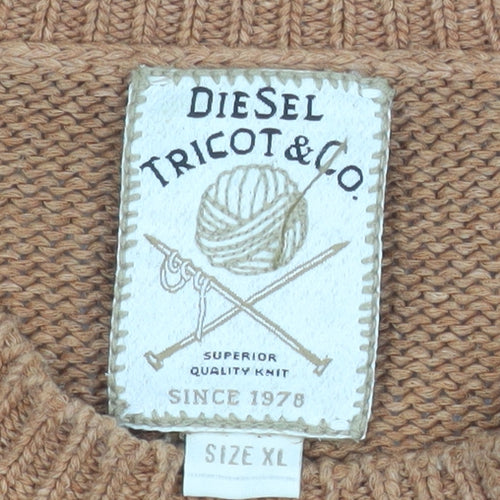 DIESEL
TRICOT & CO.
SUPERIOR
QUALITY KNIT
SINCE 1978
SIZE XL